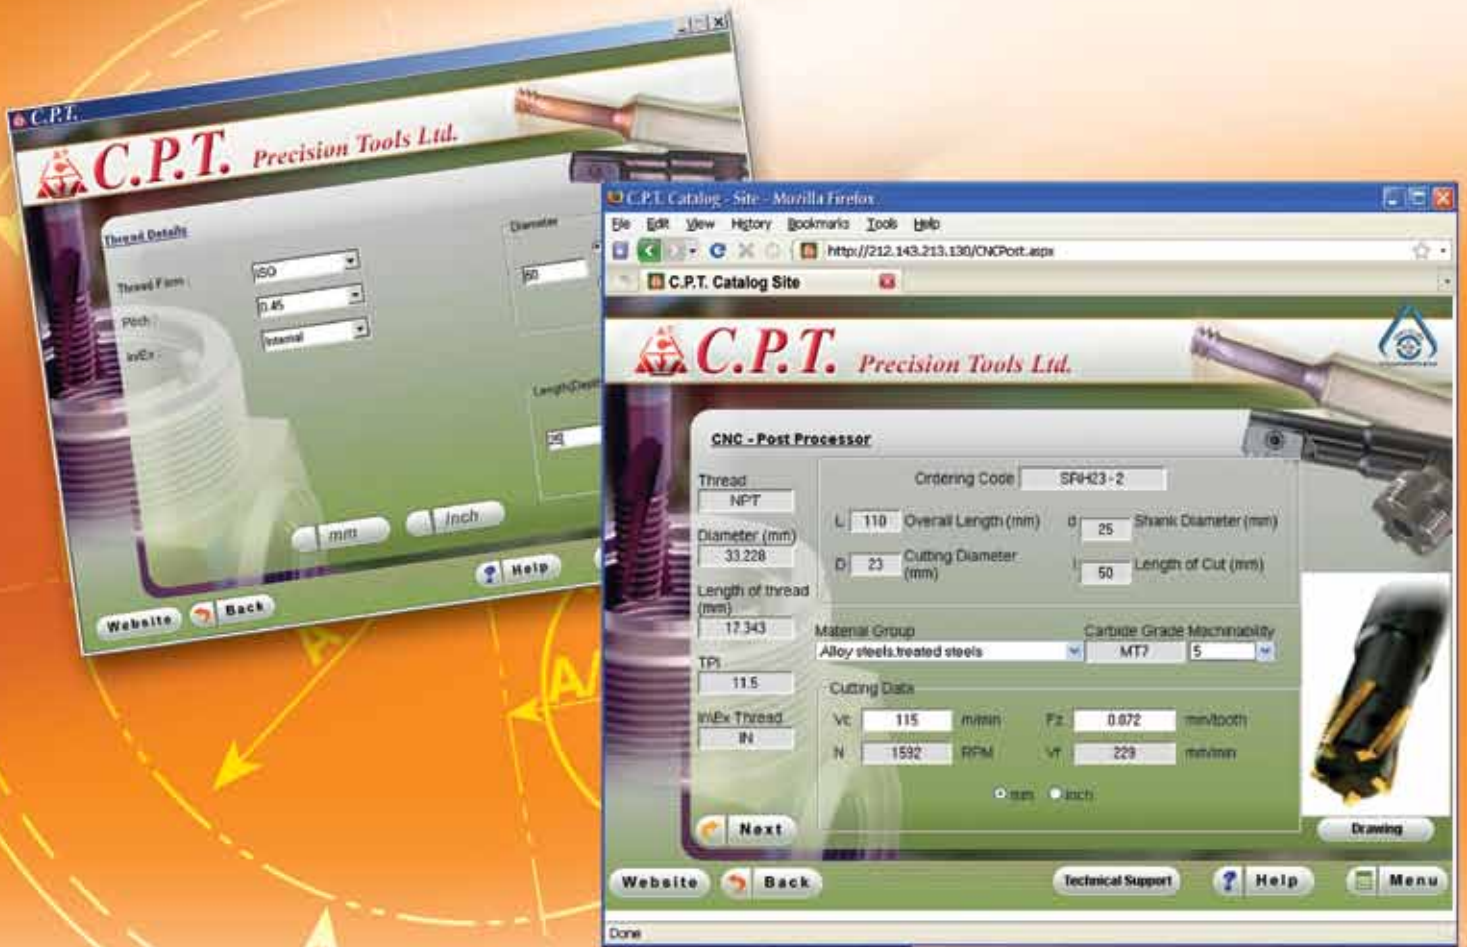 C.P.T.
C.P.T. Precision Tools Ltd.
Thread Details
Thread Form :
ISO
Pitch :
0.45
In/Ex :
Internal
Diameter
60
mm
Inch
Help
Website
Back
C.P.T. Catalog - Site - Mozilla Firefox
File Edit View History Bookmarks Tools Help
http://212.143.213.130/CNCPost.aspx
C.P.T. Catalog Site
C.P.T. Precision Tools Ltd.
CNC - Post Processor
Thread
NPT
Diameter (mm)
33.228
Length of thread
(mm)
17.343
TPI
11.5
In\Ex Thread
IN
Ordering Code SRH23-2
L 110 Overall Length (mm) d 25 Shank Diameter (mm)
D 23 Cutting Diameter
(mm)
l 50 Length of Cut (mm)
Material Group
Alloy steels,treated steels
Carbide Grade
MT7
Machinability
5
Cutting Data
Vc 115 m/min Fz 0.072 mm/tooth
N 1592 RPM Vf 229 mm/min
mm inch
Next
Drawing
Website Back Technical Support Help Menu
Done
A
A/